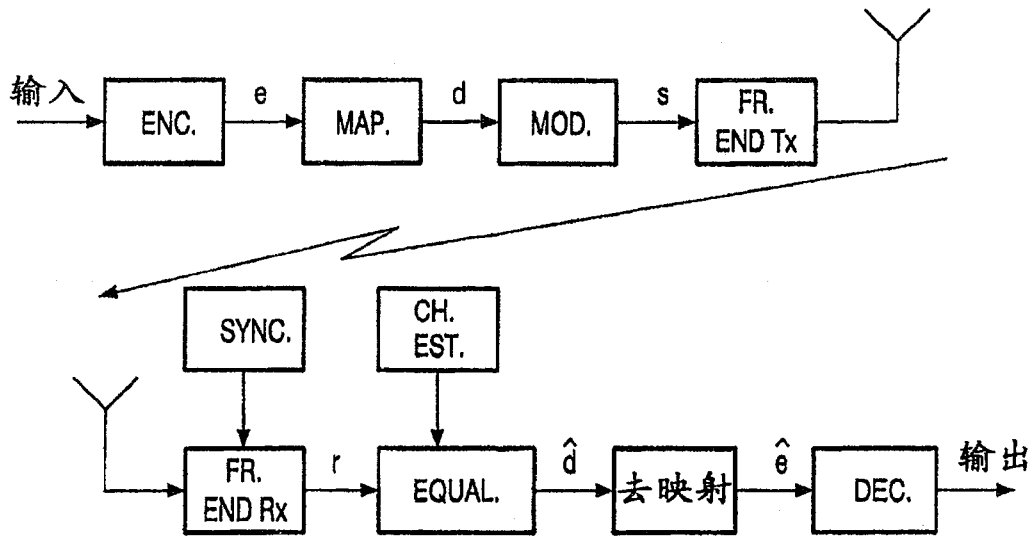 输入
ENC.
e
MAP.
d
MOD.
s
FR.
END Tx
SYNC.
CH.
EST.
FR.
END Rx
r
EQUAL.
d̂
去映射
ê
DEC.
输出